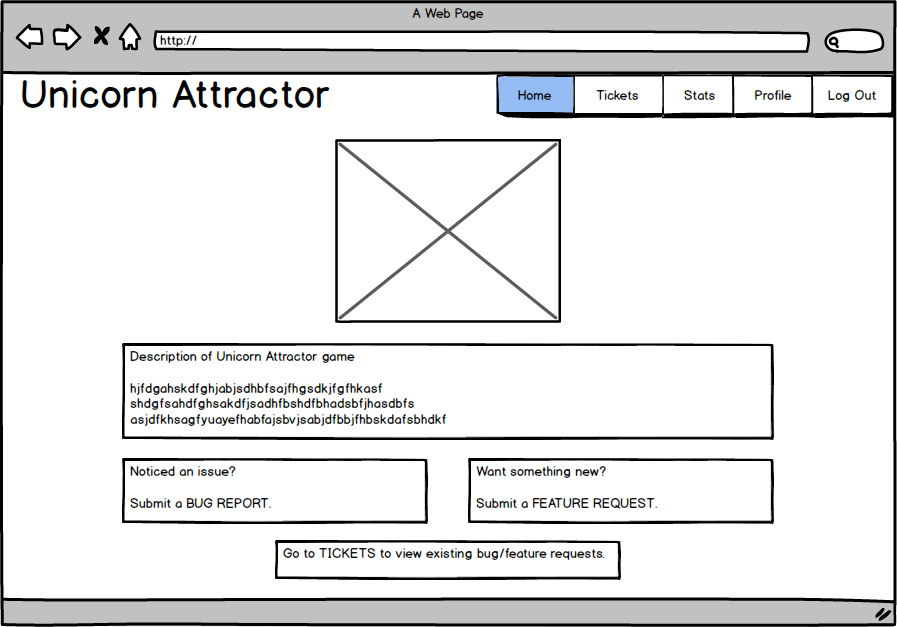 A Web Page
http://
Unicorn Attractor
Home Tickets Stats Profile Log Out
Description of Unicorn Attractor game
hjfdgahskdfghjabjsdhbfsajfhgsdkjfgfhkasf
shdgfsahdfghsakdfjsadhfbshdfbhadsbfjhasdbfs
asjdfkhsagfyuayefhabfajsbvjsabjdfbbjfhbskdafsbhdkf
Noticed an issue?
Submit a BUG REPORT.
Want something new?
Submit a FEATURE REQUEST.
Go to TICKETS to view existing bug/feature requests.